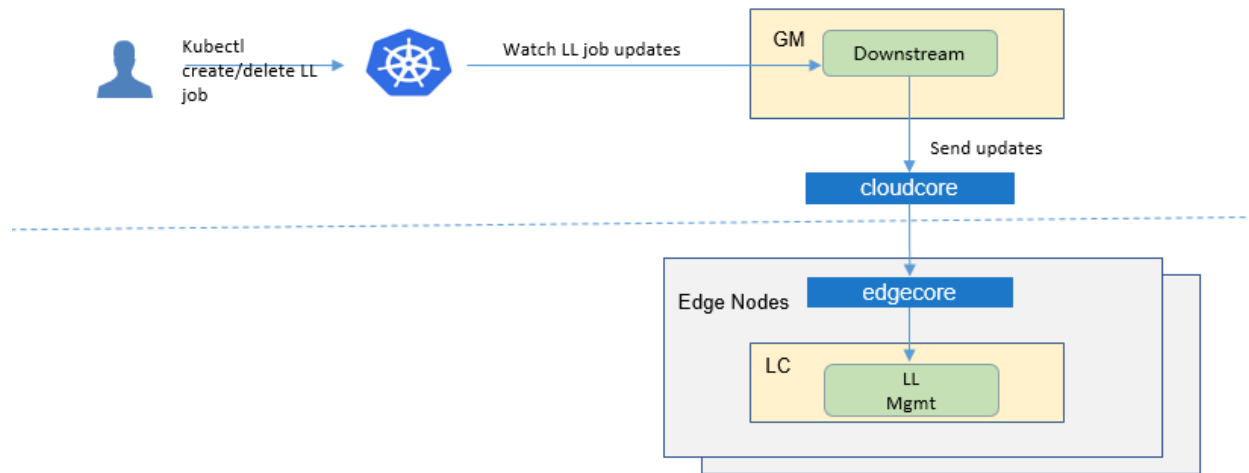 Kubectl
create/delete LL
job
Watch LL job updates
GM
Downstream
Send updates
cloudcore
edgecore
Edge Nodes
LC
LL
Mgmt